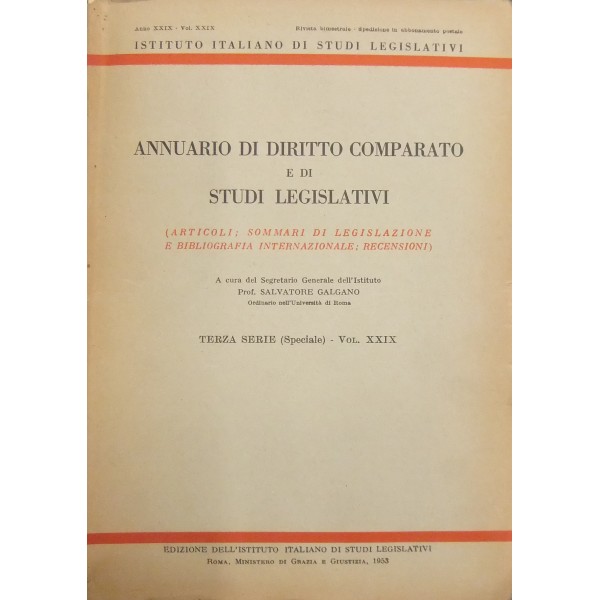 Anno XXIX - Vol. XXIX
Rivista bimestrale - Spedizione in abbonamento postale
ISTITUTO ITALIANO DI STUDI LEGISLATIVI
ANNUARIO DI DIRITTO COMPARATO
E DI
STUDI LEGISLATIVI
(ARTICOLI; SOMMARI DI LEGISLAZIONE
E BIBLIOGRAFIA INTERNAZIONALE; RECENSIONI)
A cura del Segretario Generale dell'Istituto
Prof. SALVATORE GALGANO
Ordinario nell'Università di Roma
TERZA SERIE (Speciale) - VOL. XXIX
EDIZIONE DELL'ISTITUTO ITALIANO DI STUDI LEGISLATIVI
ROMA, MINISTERO DI GRAZIA E GIUSTIZIA, 1953